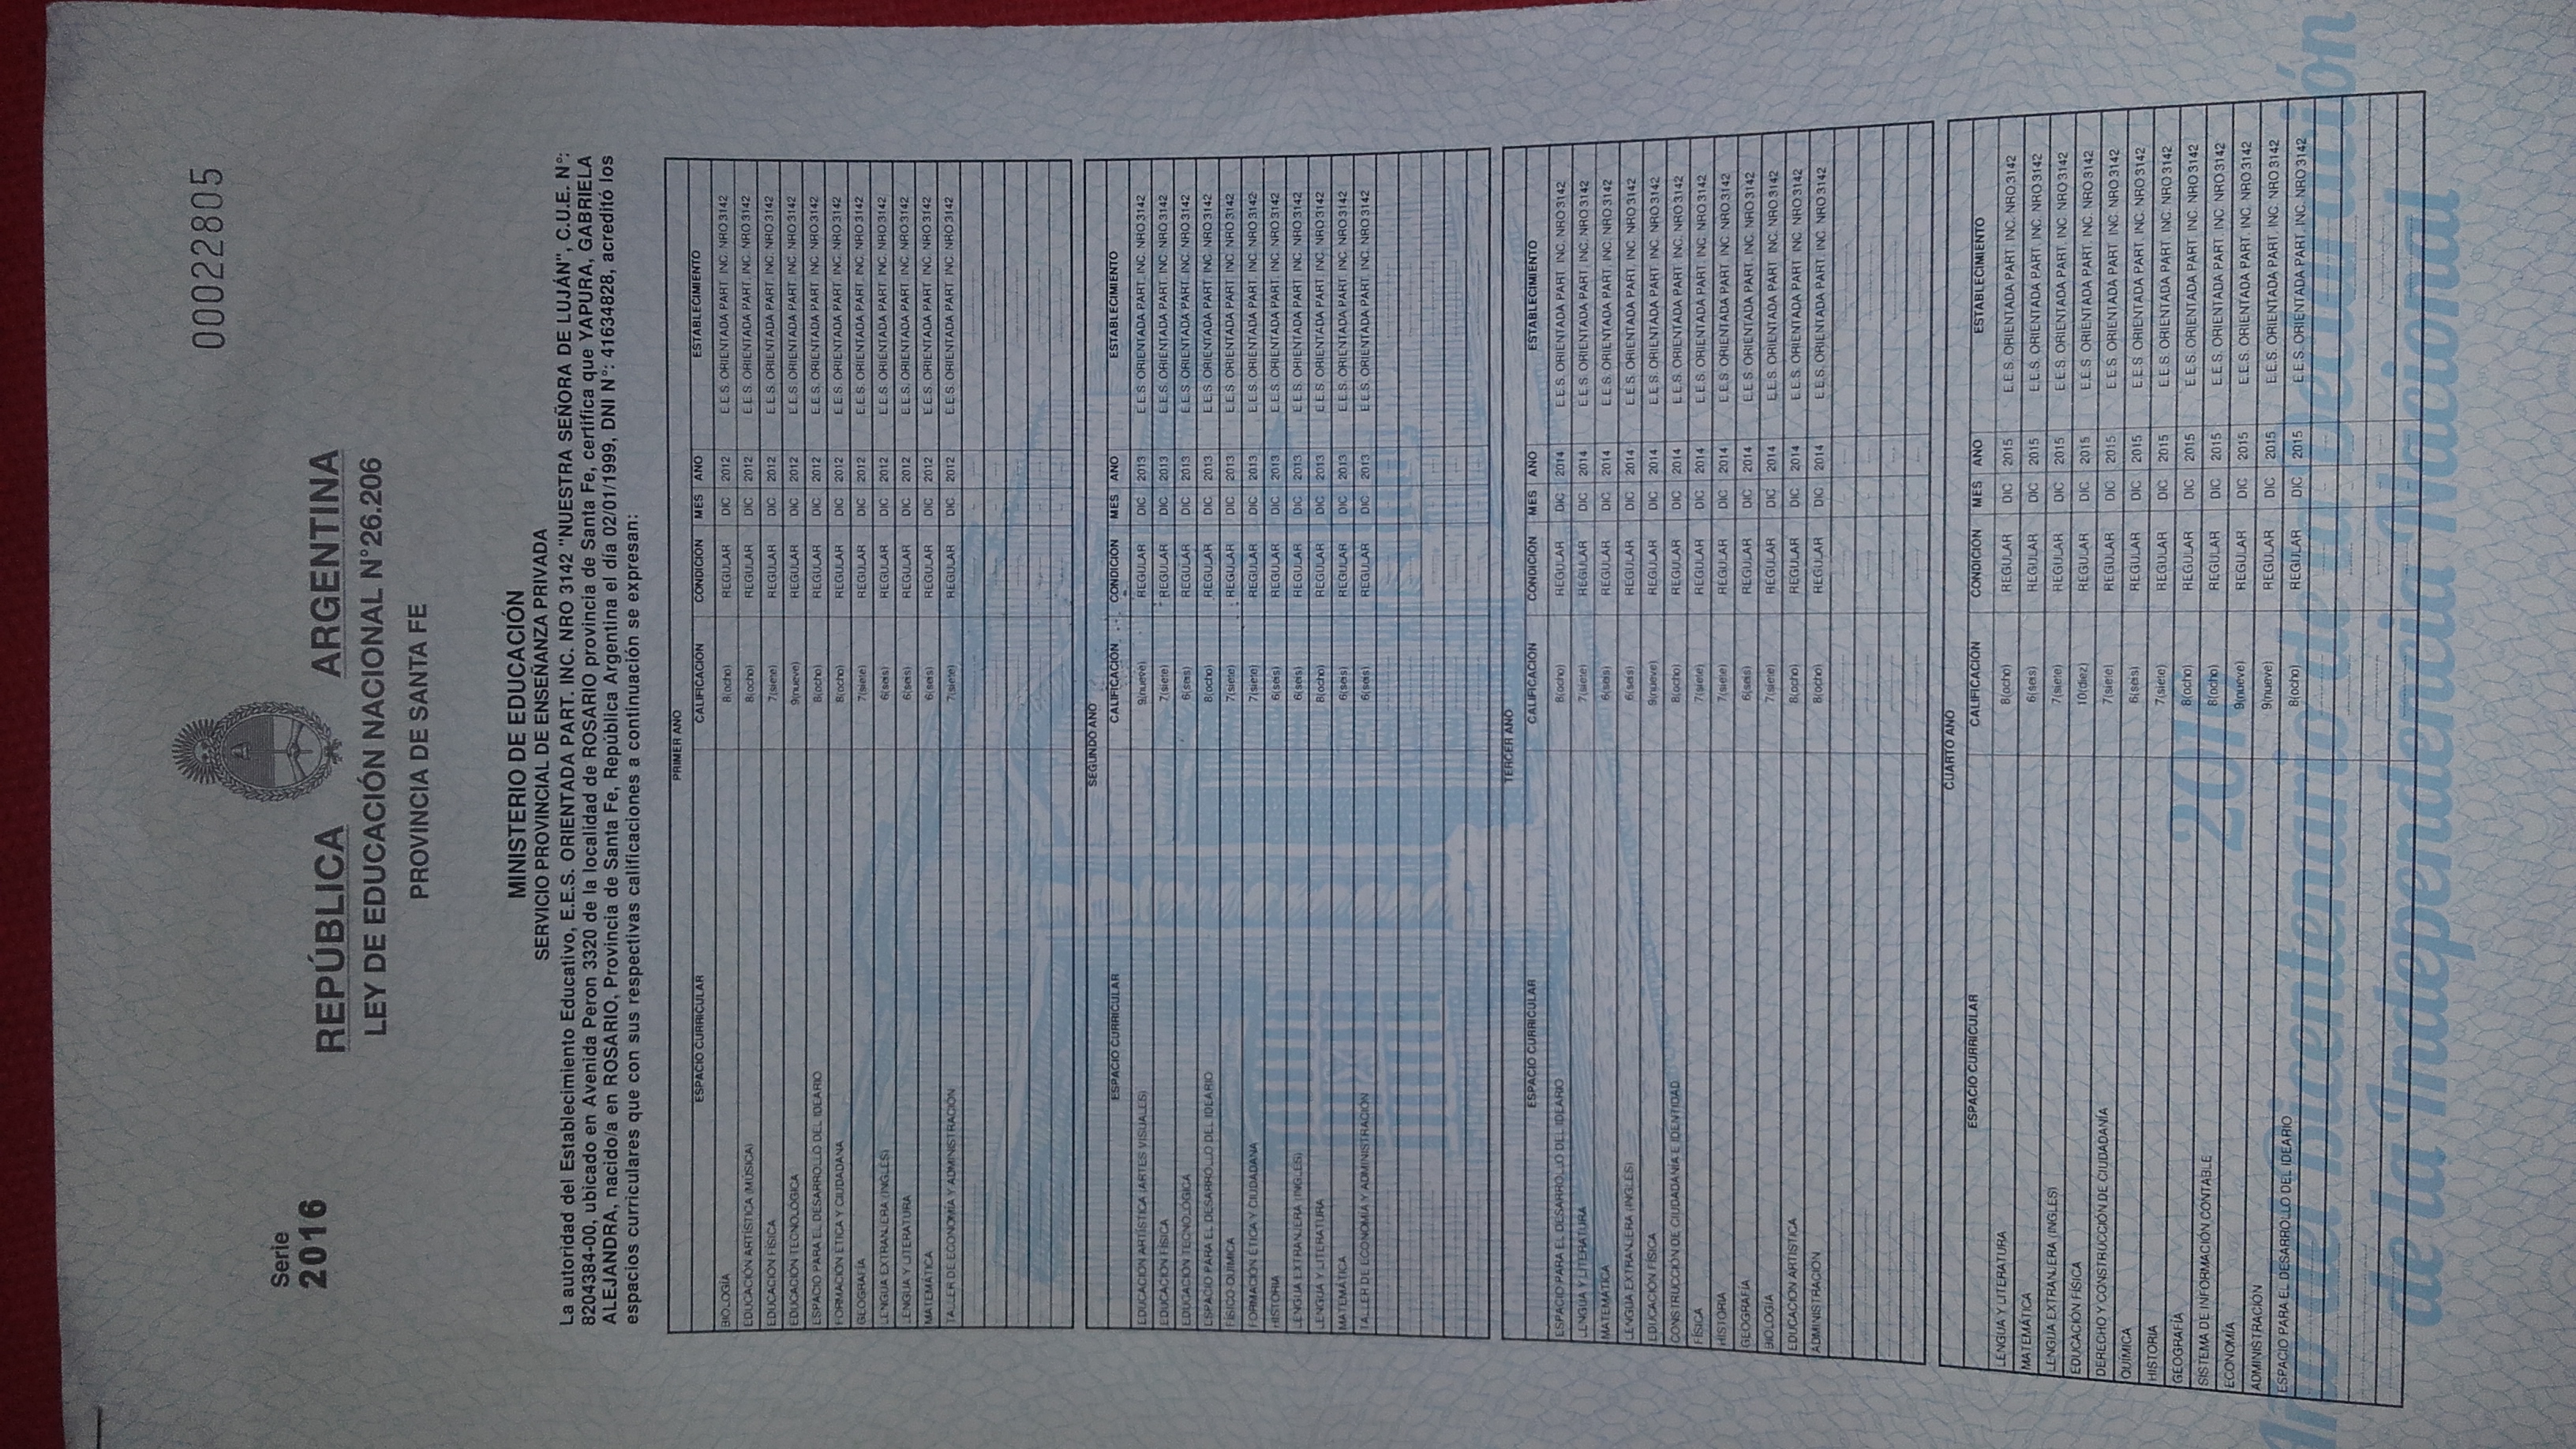 00022805
Serie
2016
REPÚBLICA ARGENTINA
LEY DE EDUCACIÓN NACIONAL N°26.206
PROVINCIA DE SANTA FE
MINISTERIO DE EDUCACIÓN
SERVICIO PROVINCIAL DE ENSEÑANZA PRIVADA
La autoridad del Establecimiento Educativo, E.E.S. ORIENTADA PART. INC. NRO 3142 "NUESTRA SEÑORA DE LUJÁN", C.U.E. N°:
8204384-00, ubicado en Avenida Peron 3320 de la localidad de ROSARIO provincia de Santa Fe, certifica que YAPURA, GABRIELA
ALEJANDRA, nacido/a en ROSARIO, Provincia de Santa Fe, República Argentina el día 02/01/1999, DNI N°: 41634828, acreditó los
espacios curriculares que con sus respectivas calificaciones a continuación se expresan:
PRIMER AÑO
ESPACIO CURRICULAR CALIFICACIÓN CONDICIÓN MES AÑO ESTABLECIMIENTO
BIOLOGÍA 8(ocho) REGULAR DIC 2012 E.E.S. ORIENTADA PART. INC. NRO 3142
EDUCACIÓN ARTÍSTICA (MÚSICA) 8(ocho) REGULAR DIC 2012 E.E.S. ORIENTADA PART. INC. NRO 3142
EDUCACIÓN FÍSICA 7(siete) REGULAR DIC 2012 E.E.S. ORIENTADA PART. INC. NRO 3142
EDUCACIÓN TECNOLÓGICA 9(nueve) REGULAR DIC 2012 E.E.S. ORIENTADA PART. INC. NRO 3142
ESPACIO PARA EL DESARROLLO DEL IDEARIO 8(ocho) REGULAR DIC 2012 E.E.S. ORIENTADA PART. INC. NRO 3142
FORMACIÓN ÉTICA Y CIUDADANA 8(ocho) REGULAR DIC 2012 E.E.S. ORIENTADA PART. INC. NRO 3142
GEOGRAFÍA 7(siete) REGULAR DIC 2012 E.E.S. ORIENTADA PART. INC. NRO 3142
LENGUA EXTRANJERA (INGLÉS) 6(seis) REGULAR DIC 2012 E.E.S. ORIENTADA PART. INC. NRO 3142
LENGUA Y LITERATURA 6(seis) REGULAR DIC 2012 E.E.S. ORIENTADA PART. INC. NRO 3142
MATEMÁTICA 6(seis) REGULAR DIC 2012 E.E.S. ORIENTADA PART. INC. NRO 3142
TALLER DE ECONOMÍA Y ADMINISTRACIÓN 7(siete) REGULAR DIC 2012 E.E.S. ORIENTADA PART. INC. NRO 3142
SEGUNDO AÑO
ESPACIO CURRICULAR CALIFICACIÓN CONDICIÓN MES AÑO ESTABLECIMIENTO
EDUCACIÓN ARTÍSTICA (ARTES VISUALES) 9(nueve) REGULAR DIC 2013 E.E.S. ORIENTADA PART. INC. NRO 3142
EDUCACIÓN FÍSICA 7(siete) REGULAR DIC 2013 E.E.S. ORIENTADA PART. INC. NRO 3142
EDUCACIÓN TECNOLÓGICA 6(seis) REGULAR DIC 2013 E.E.S. ORIENTADA PART. INC. NRO 3142
ESPACIO PARA EL DESARROLLO DEL IDEARIO 8(ocho) REGULAR DIC 2013 E.E.S. ORIENTADA PART. INC. NRO 3142
FÍSICO-QUÍMICA 7(siete) REGULAR DIC 2013 E.E.S. ORIENTADA PART. INC. NRO 3142
FORMACIÓN ÉTICA Y CIUDADANA 7(siete) REGULAR DIC 2013 E.E.S. ORIENTADA PART. INC. NRO 3142
HISTORIA 6(seis) REGULAR DIC 2013 E.E.S. ORIENTADA PART. INC. NRO 3142
LENGUA EXTRANJERA (INGLÉS) 6(seis) REGULAR DIC 2013 E.E.S. ORIENTADA PART. INC. NRO 3142
LENGUA Y LITERATURA 8(ocho) REGULAR DIC 2013 E.E.S. ORIENTADA PART. INC. NRO 3142
MATEMÁTICA 6(seis) REGULAR DIC 2013 E.E.S. ORIENTADA PART. INC. NRO 3142
TALLER DE ECONOMÍA Y ADMINISTRACIÓN 6(seis) REGULAR DIC 2013 E.E.S. ORIENTADA PART. INC. NRO 3142
TERCER AÑO
ESPACIO CURRICULAR CALIFICACIÓN CONDICIÓN MES AÑO ESTABLECIMIENTO
ESPACIO PARA EL DESARROLLO DEL IDEARIO 8(ocho) REGULAR DIC 2014 E.E.S. ORIENTADA PART. INC. NRO 3142
LENGUA Y LITERATURA 7(siete) REGULAR DIC 2014 E.E.S. ORIENTADA PART. INC. NRO 3142
MATEMÁTICA 6(seis) REGULAR DIC 2014 E.E.S. ORIENTADA PART. INC. NRO 3142
LENGUA EXTRANJERA (INGLÉS) 6(seis) REGULAR DIC 2014 E.E.S. ORIENTADA PART. INC. NRO 3142
EDUCACIÓN FÍSICA 9(nueve) REGULAR DIC 2014 E.E.S. ORIENTADA PART. INC. NRO 3142
CONSTRUCCIÓN DE CIUDADANÍA E IDENTIDAD 8(ocho) REGULAR DIC 2014 E.E.S. ORIENTADA PART. INC. NRO 3142
FÍSICA 7(siete) REGULAR DIC 2014 E.E.S. ORIENTADA PART. INC. NRO 3142
HISTORIA 7(siete) REGULAR DIC 2014 E.E.S. ORIENTADA PART. INC. NRO 3142
GEOGRAFÍA 6(seis) REGULAR DIC 2014 E.E.S. ORIENTADA PART. INC. NRO 3142
BIOLOGÍA 7(siete) REGULAR DIC 2014 E.E.S. ORIENTADA PART. INC. NRO 3142
EDUCACIÓN ARTÍSTICA 8(ocho) REGULAR DIC 2014 E.E.S. ORIENTADA PART. INC. NRO 3142
ADMINISTRACIÓN 8(ocho) REGULAR DIC 2014 E.E.S. ORIENTADA PART. INC. NRO 3142
CUARTO AÑO
ESPACIO CURRICULAR CALIFICACIÓN CONDICIÓN MES AÑO ESTABLECIMIENTO
LENGUA Y LITERATURA 8(ocho) REGULAR DIC 2015 E.E.S. ORIENTADA PART. INC. NRO 3142
MATEMÁTICA 6(seis) REGULAR DIC 2015 E.E.S. ORIENTADA PART. INC. NRO 3142
LENGUA EXTRANJERA (INGLÉS) 7(siete) REGULAR DIC 2015 E.E.S. ORIENTADA PART. INC. NRO 3142
EDUCACIÓN FÍSICA 10(diez) REGULAR DIC 2015 E.E.S. ORIENTADA PART. INC. NRO 3142
DERECHO Y CONSTRUCCIÓN DE CIUDADANÍA 7(siete) REGULAR DIC 2015 E.E.S. ORIENTADA PART. INC. NRO 3142
QUÍMICA 6(seis) REGULAR DIC 2015 E.E.S. ORIENTADA PART. INC. NRO 3142
HISTORIA 7(siete) REGULAR DIC 2015 E.E.S. ORIENTADA PART. INC. NRO 3142
GEOGRAFÍA 8(ocho) REGULAR DIC 2015 E.E.S. ORIENTADA PART. INC. NRO 3142
SISTEMA DE INFORMACIÓN CONTABLE 8(ocho) REGULAR DIC 2015 E.E.S. ORIENTADA PART. INC. NRO 3142
ECONOMÍA 9(nueve) REGULAR DIC 2015 E.E.S. ORIENTADA PART. INC. NRO 3142
ADMINISTRACIÓN 9(nueve) REGULAR DIC 2015 E.E.S. ORIENTADA PART. INC. NRO 3142
ESPACIO PARA EL DESARROLLO DEL IDEARIO 8(ocho) REGULAR DIC 2015 E.E.S. ORIENTADA PART. INC. NRO 3142
Año del Bicentenario de la Declaración
de la Independencia Nacional